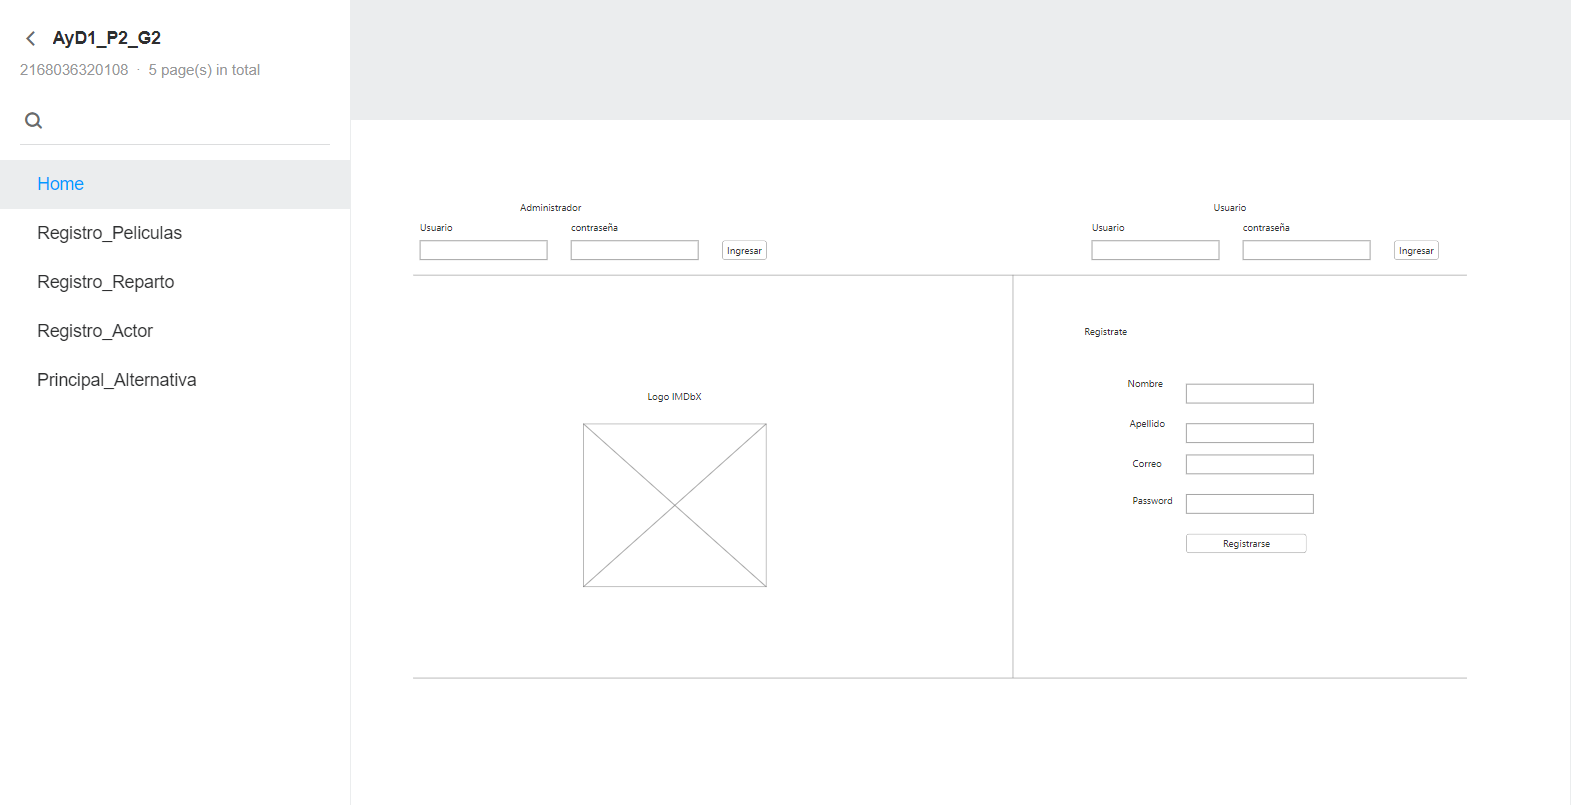 AyD1_P2_G2
2168036320108 · 5 page(s) in total
Home
Registro_Peliculas
Registro_Reparto
Registro_Actor
Principal_Alternativa
Administrador
Usuario contraseña
Ingresar
Usuario
Usuario contraseña
Ingresar
Logo IMDbX
Registrate
Nombre
Apellido
Correo
Password
Registrarse